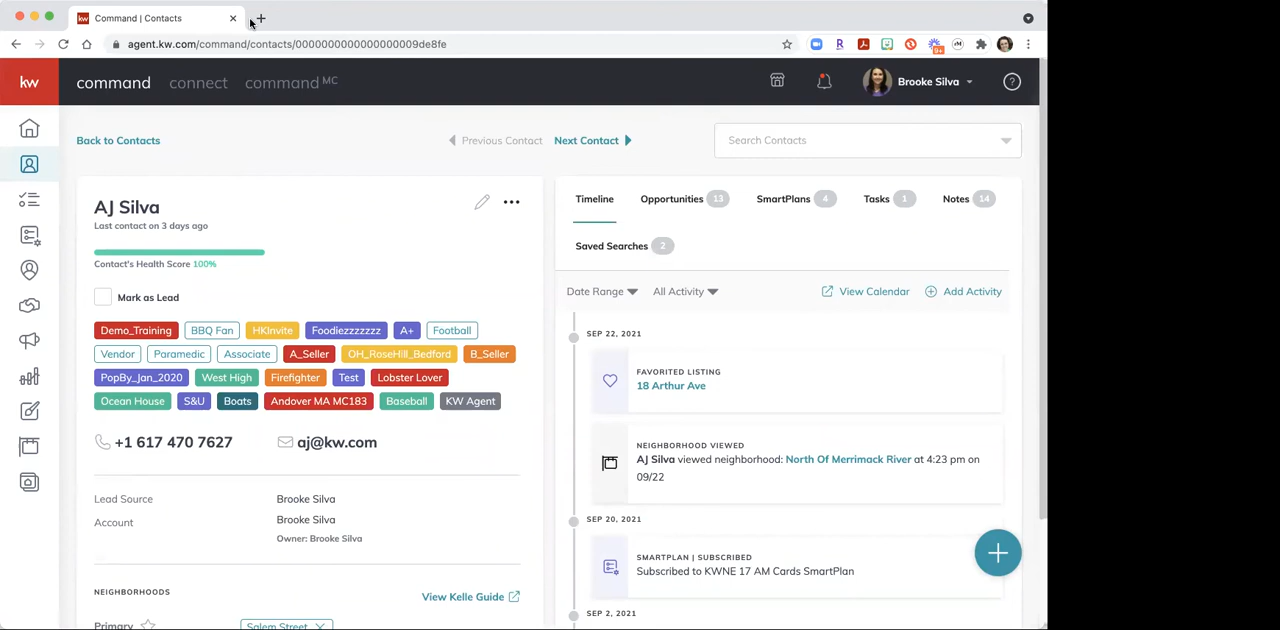 kw Command | Contacts
agent.kw.com/command/contacts/0000000000000000009de8fe
R
9+
kw command connect command MC
Brooke Silva
?
Back to Contacts
Previous Contact Next Contact
Search Contacts
AJ Silva
Last contact on 3 days ago
Contact's Health Score 100%
Mark as Lead
Demo_Training BBQ Fan HKInvite Foodiezzzzzzz A+ Football
Vendor Paramedic Associate A_Seller OH_RoseHill_Bedford B_Seller
PopBy_Jan_2020 West High Firefighter Test Lobster Lover
Ocean House S&U Boats Andover MA MC183 Baseball KW Agent
+1 617 470 7627 aj@kw.com
Lead Source Brooke Silva
Account Brooke Silva
Owner: Brooke Silva
NEIGHBORHOODS View Kelle Guide
Primary Salem Street
Timeline Opportunities 13 SmartPlans 4 Tasks 1 Notes 14
Saved Searches 2
Date Range All Activity View Calendar Add Activity
SEP 22, 2021
FAVORITED LISTING
18 Arthur Ave
NEIGHBORHOOD VIEWED
AJ Silva viewed neighborhood: North Of Merrimack River at 4:23 pm on
09/22
SEP 20, 2021
SMARTPLAN | SUBSCRIBED
Subscribed to KWNE 17 AM Cards SmartPlan
SEP 2, 2021